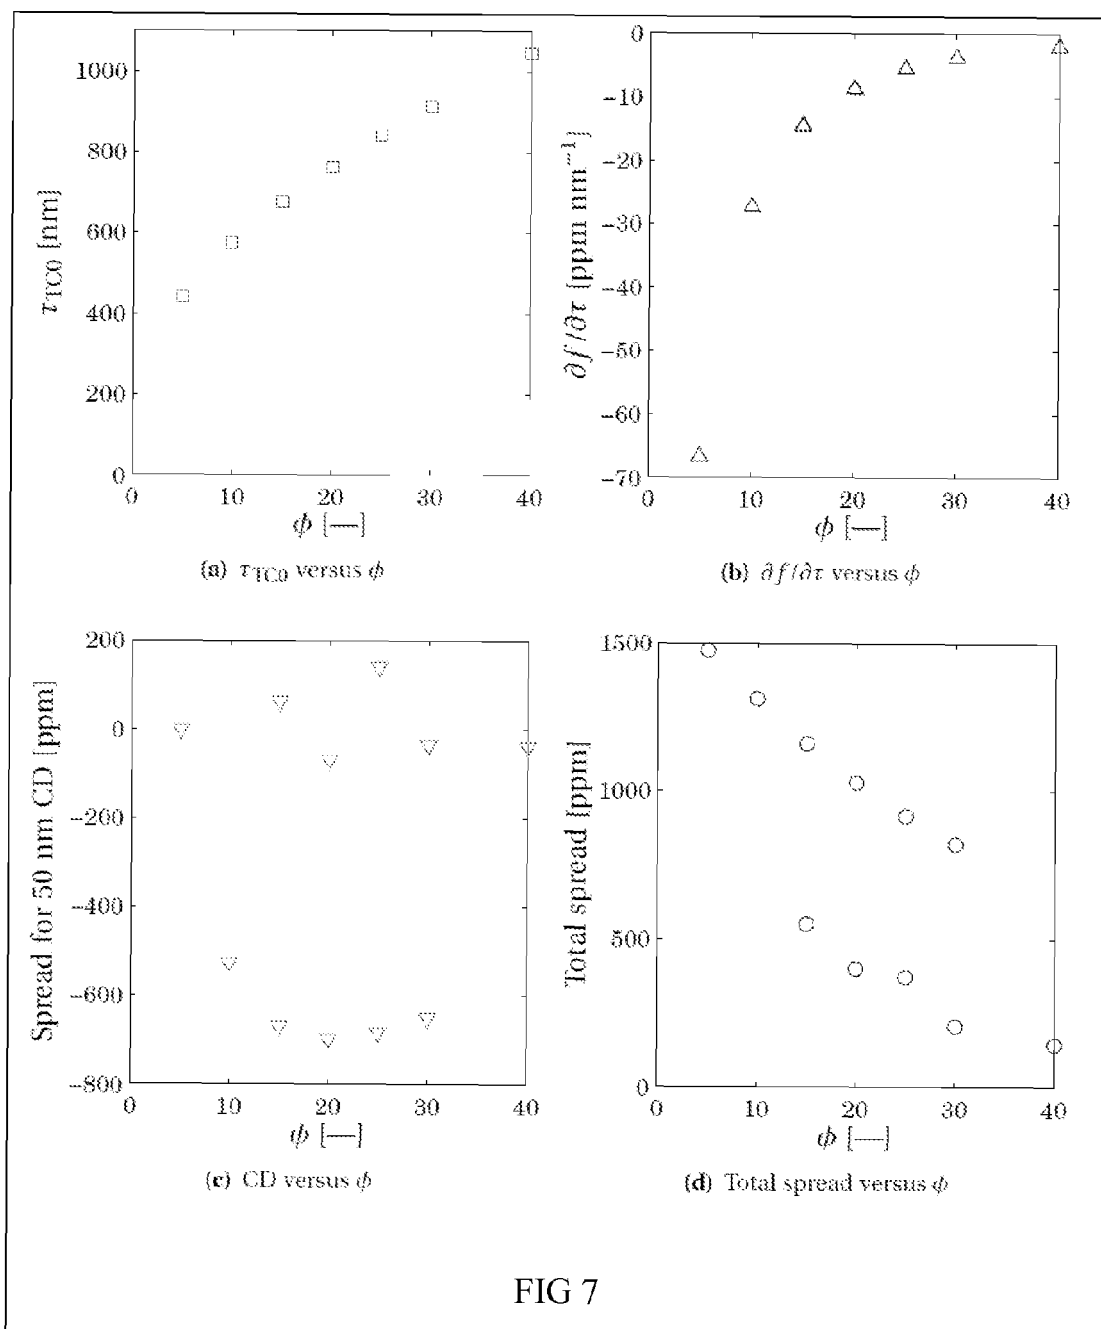 1000
800
600
400
200
0
0 10 20 30 40
τTC0 [nm]
ϕ [—]
(a) τTC0 versus ϕ
0
−10
−20
−30
−40
−50
−60
−70
0 10 20 30 40
∂f/∂τ [ppm nm−1]
ϕ [—]
(b) ∂f/∂τ versus ϕ
200
0
−200
−400
−600
−800
0 10 20 30 40
Spread for 50 nm CD [ppm]
ϕ [—]
(c) CD versus ϕ
1500
1000
500
0
0 10 20 30 40
Total spread [ppm]
ϕ [—]
(d) Total spread versus ϕ
FIG 7